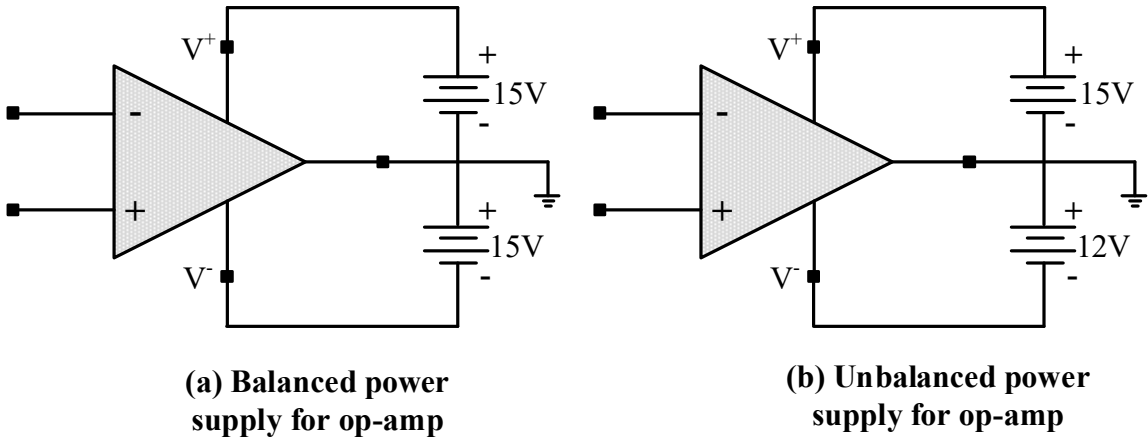 V⁺
+
15V
-
-
+
+
15V
V⁻
-
(a) Balanced power
supply for op-amp
V⁺
+
15V
-
-
+
+
12V
V⁻
-
(b) Unbalanced power
supply for op-amp